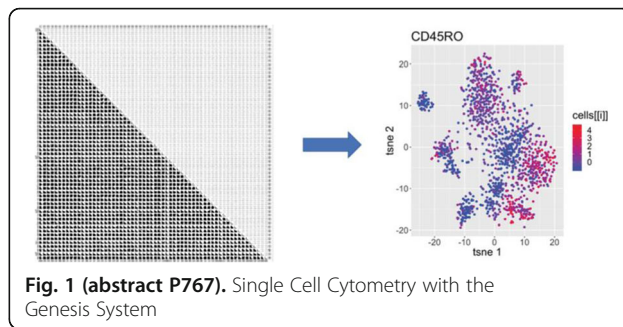 CD45RO
tsne 2
20
10
0
-10
-20
-20
-10
0
10
20
tsne 1
cells[[i]]
4
3
2
1
0
Fig. 1 (abstract P767). Single Cell Cytometry with the
Genesis System